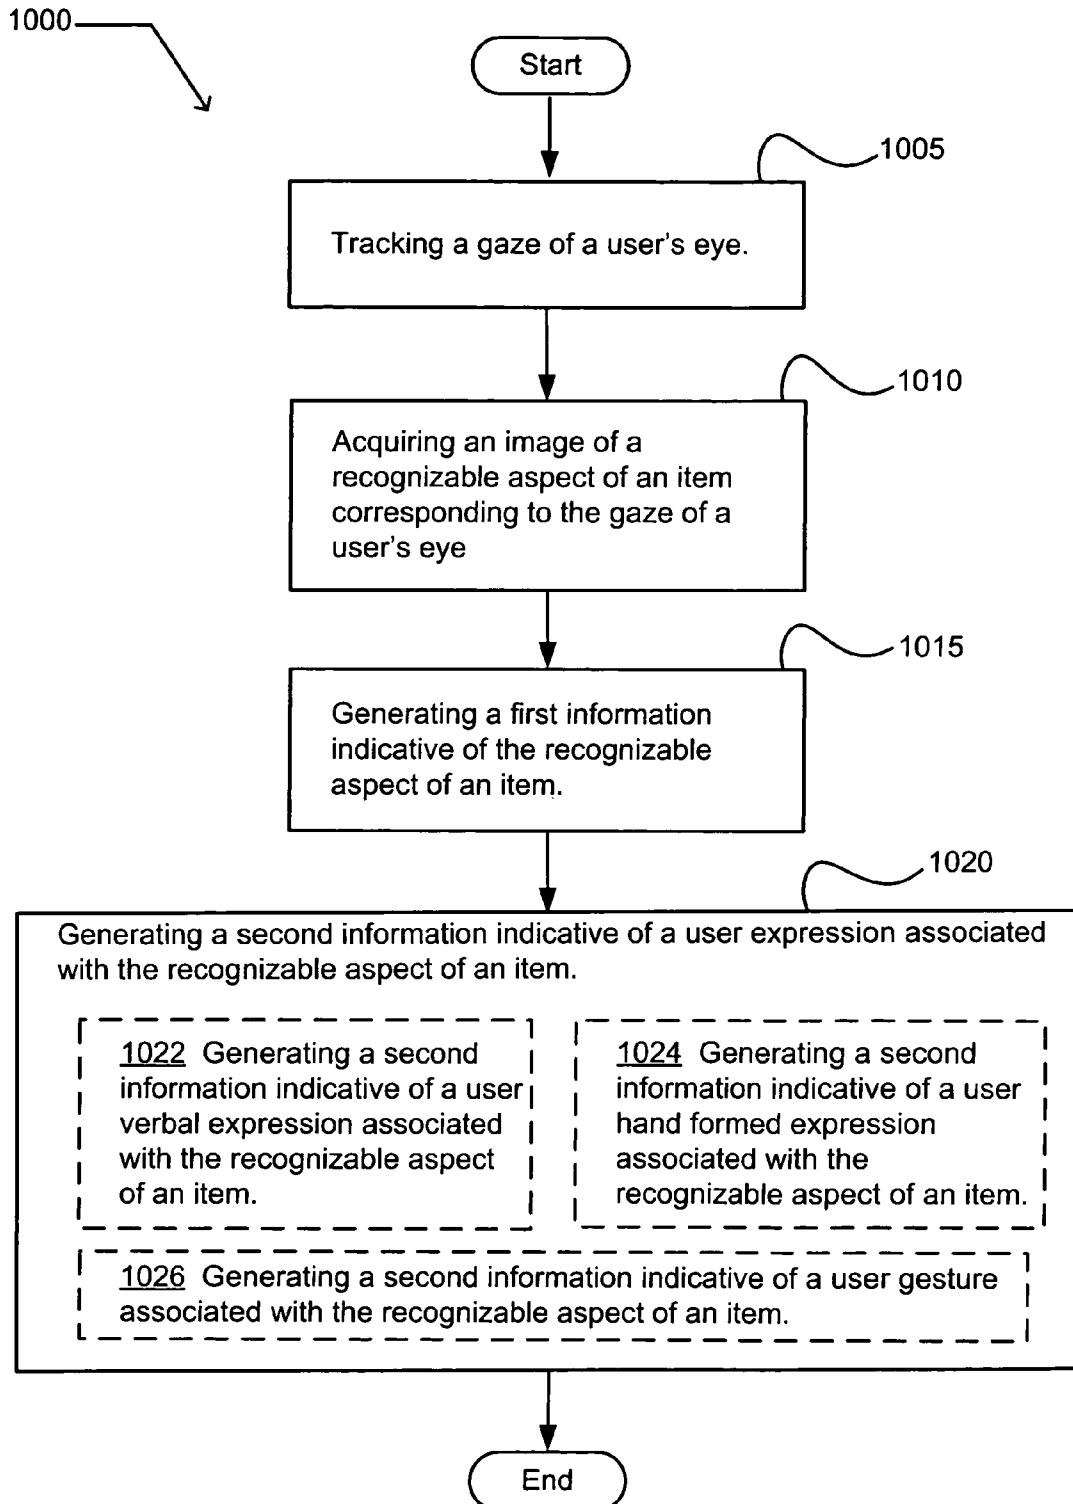 1000
Start
1005
Tracking a gaze of a user's eye.
1010
Acquiring an image of a
recognizable aspect of an item
corresponding to the gaze of a
user's eye
1015
Generating a first information
indicative of the recognizable
aspect of an item.
1020
Generating a second information indicative of a user expression associated
with the recognizable aspect of an item.
1022 Generating a second
information indicative of a user
verbal expression associated
with the recognizable aspect
of an item.
1024 Generating a second
information indicative of a user
hand formed expression
associated with the
recognizable aspect of an item.
1026 Generating a second information indicative of a user gesture
associated with the recognizable aspect of an item.
End